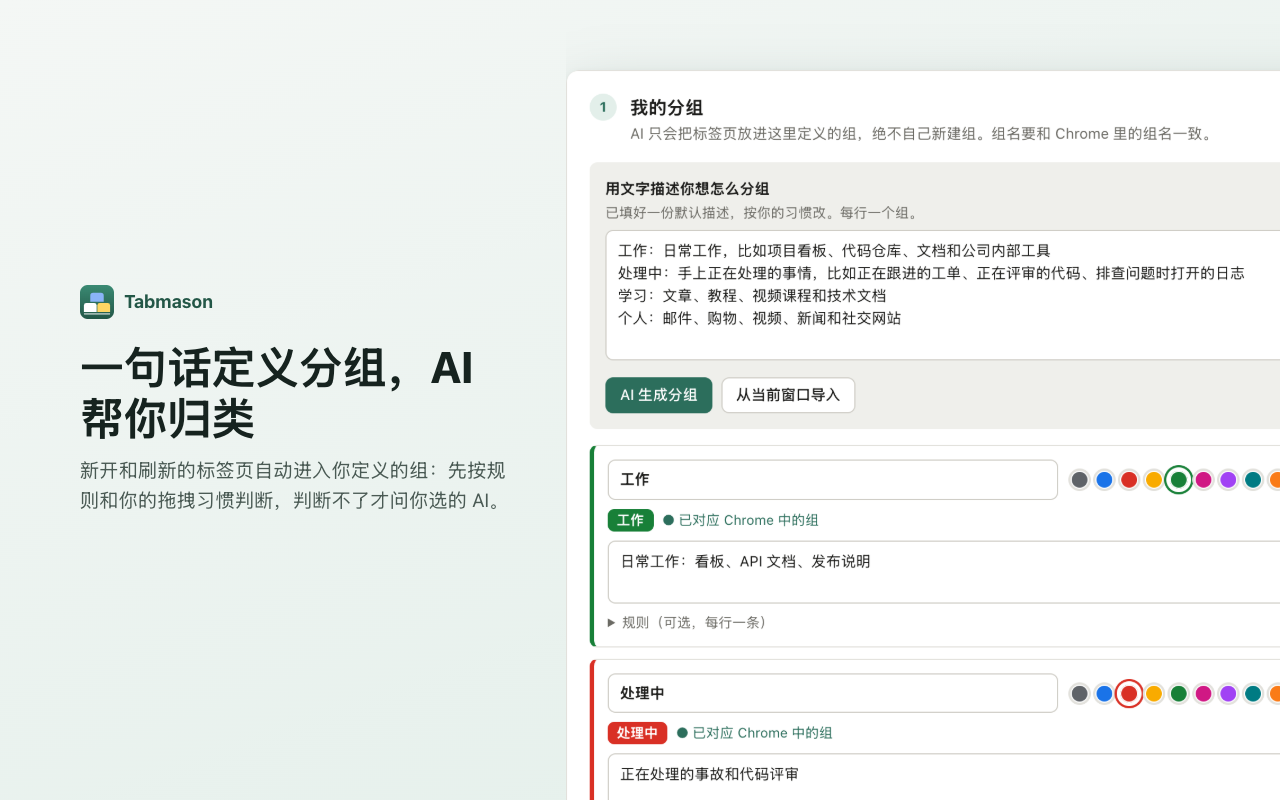 Tabmason
一句话定义分组，AI
帮你归类
新开和刷新的标签页自动进入你定义的组：先按规
则和你的拖拽习惯判断，判断不了才问你选的 AI。
1
我的分组
AI 只会把标签页放进这里定义的组，绝不自己新建组。组名要和 Chrome 里的组名一致。
用文字描述你想怎么分组
已填好一份默认描述，按你的习惯改。每行一个组。
工作：日常工作，比如项目看板、代码仓库、文档和公司内部工具
处理中：手上正在处理的事情，比如正在跟进的工单、正在评审的代码、排查问题时打开的日志
学习：文章、教程、视频课程和技术文档
个人：邮件、购物、视频、新闻和社交网站
AI 生成分组
从当前窗口导入
工作
工作
已对应 Chrome 中的组
日常工作：看板、API 文档、发布说明
规则（可选，每行一条）
处理中
处理中
已对应 Chrome 中的组
正在处理的事故和代码评审